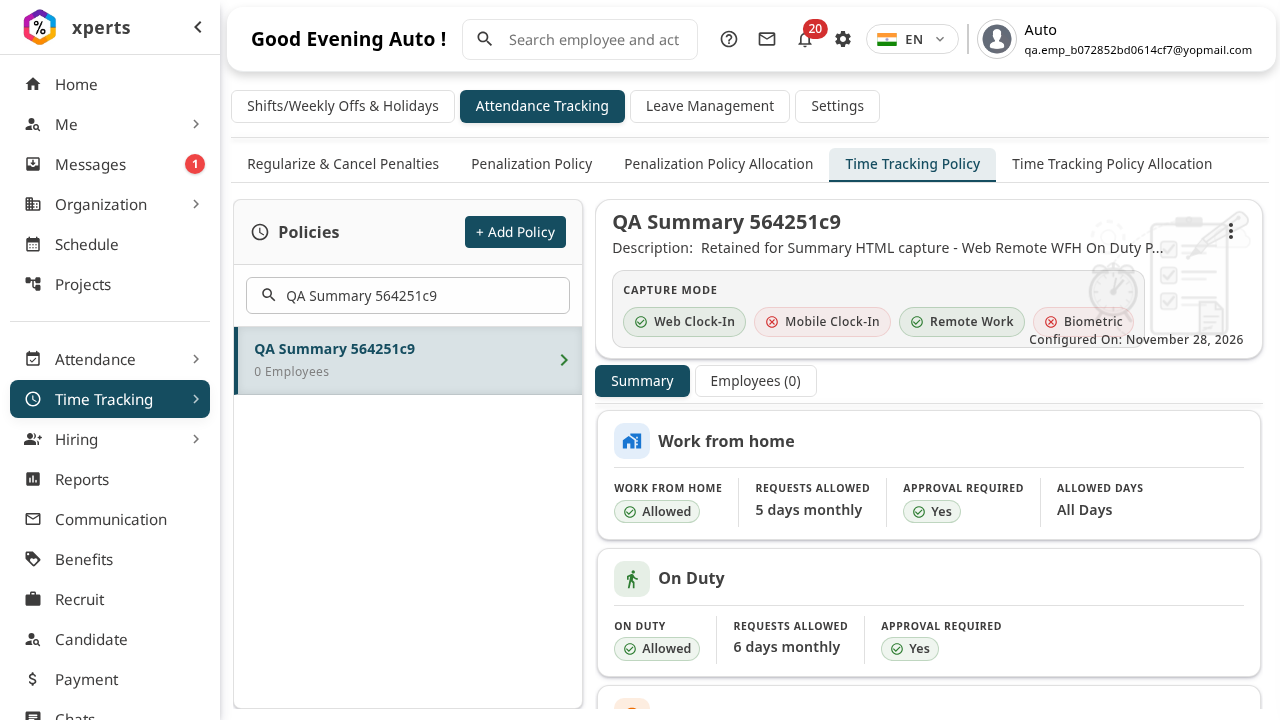 xperts
Home
Me
Messages
1
Organization
Schedule
Projects
Attendance
Time Tracking
Hiring
Reports
Communication
Benefits
Recruit
Candidate
Payment
Chats
Good Evening Auto !
Search employee and act
20
EN
Auto
qa.emp_b072852bd0614cf7@yopmail.com
Shifts/Weekly Offs & Holidays
Attendance Tracking
Leave Management
Settings
Regularize & Cancel Penalties
Penalization Policy
Penalization Policy Allocation
Time Tracking Policy
Time Tracking Policy Allocation
Policies
+ Add Policy
QA Summary 564251c9
QA Summary 564251c9
0 Employees
QA Summary 564251c9
Description: Retained for Summary HTML capture - Web Remote WFH On Duty P...
CAPTURE MODE
Web Clock-In
Mobile Clock-In
Remote Work
Biometric
Configured On: November 28, 2026
Summary
Employees (0)
Work from home
WORK FROM HOME
Allowed
REQUESTS ALLOWED
5 days monthly
APPROVAL REQUIRED
Yes
ALLOWED DAYS
All Days
On Duty
ON DUTY
Allowed
REQUESTS ALLOWED
6 days monthly
APPROVAL REQUIRED
Yes